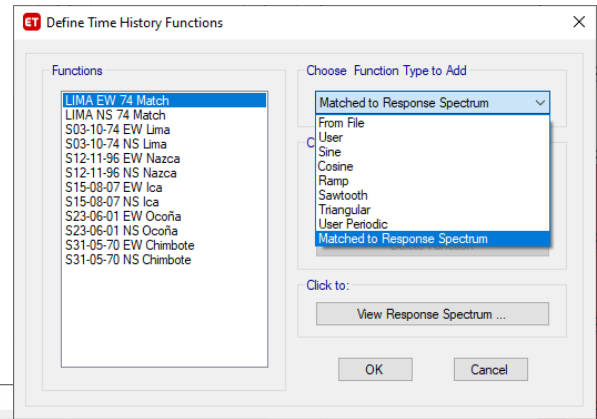 ET Define Time History Functions
Functions
LIMA EW 74 Match
LIMA NS 74 Match
S03-10-74 EW Lima
S03-10-74 NS Lima
S12-11-96 EW Nazca
S12-11-96 NS Nazca
S15-08-07 EW Ica
S15-08-07 NS Ica
S23-06-01 EW Ocoña
S23-06-01 NS Ocoña
S31-05-70 EW Chimbote
S31-05-70 NS Chimbote
Choose Function Type to Add
Matched to Response Spectrum
From File
User
Sine
Cosine
Ramp
Sawtooth
Triangular
User Periodic
Matched to Response Spectrum
Click to:
View Response Spectrum ...
OK
Cancel